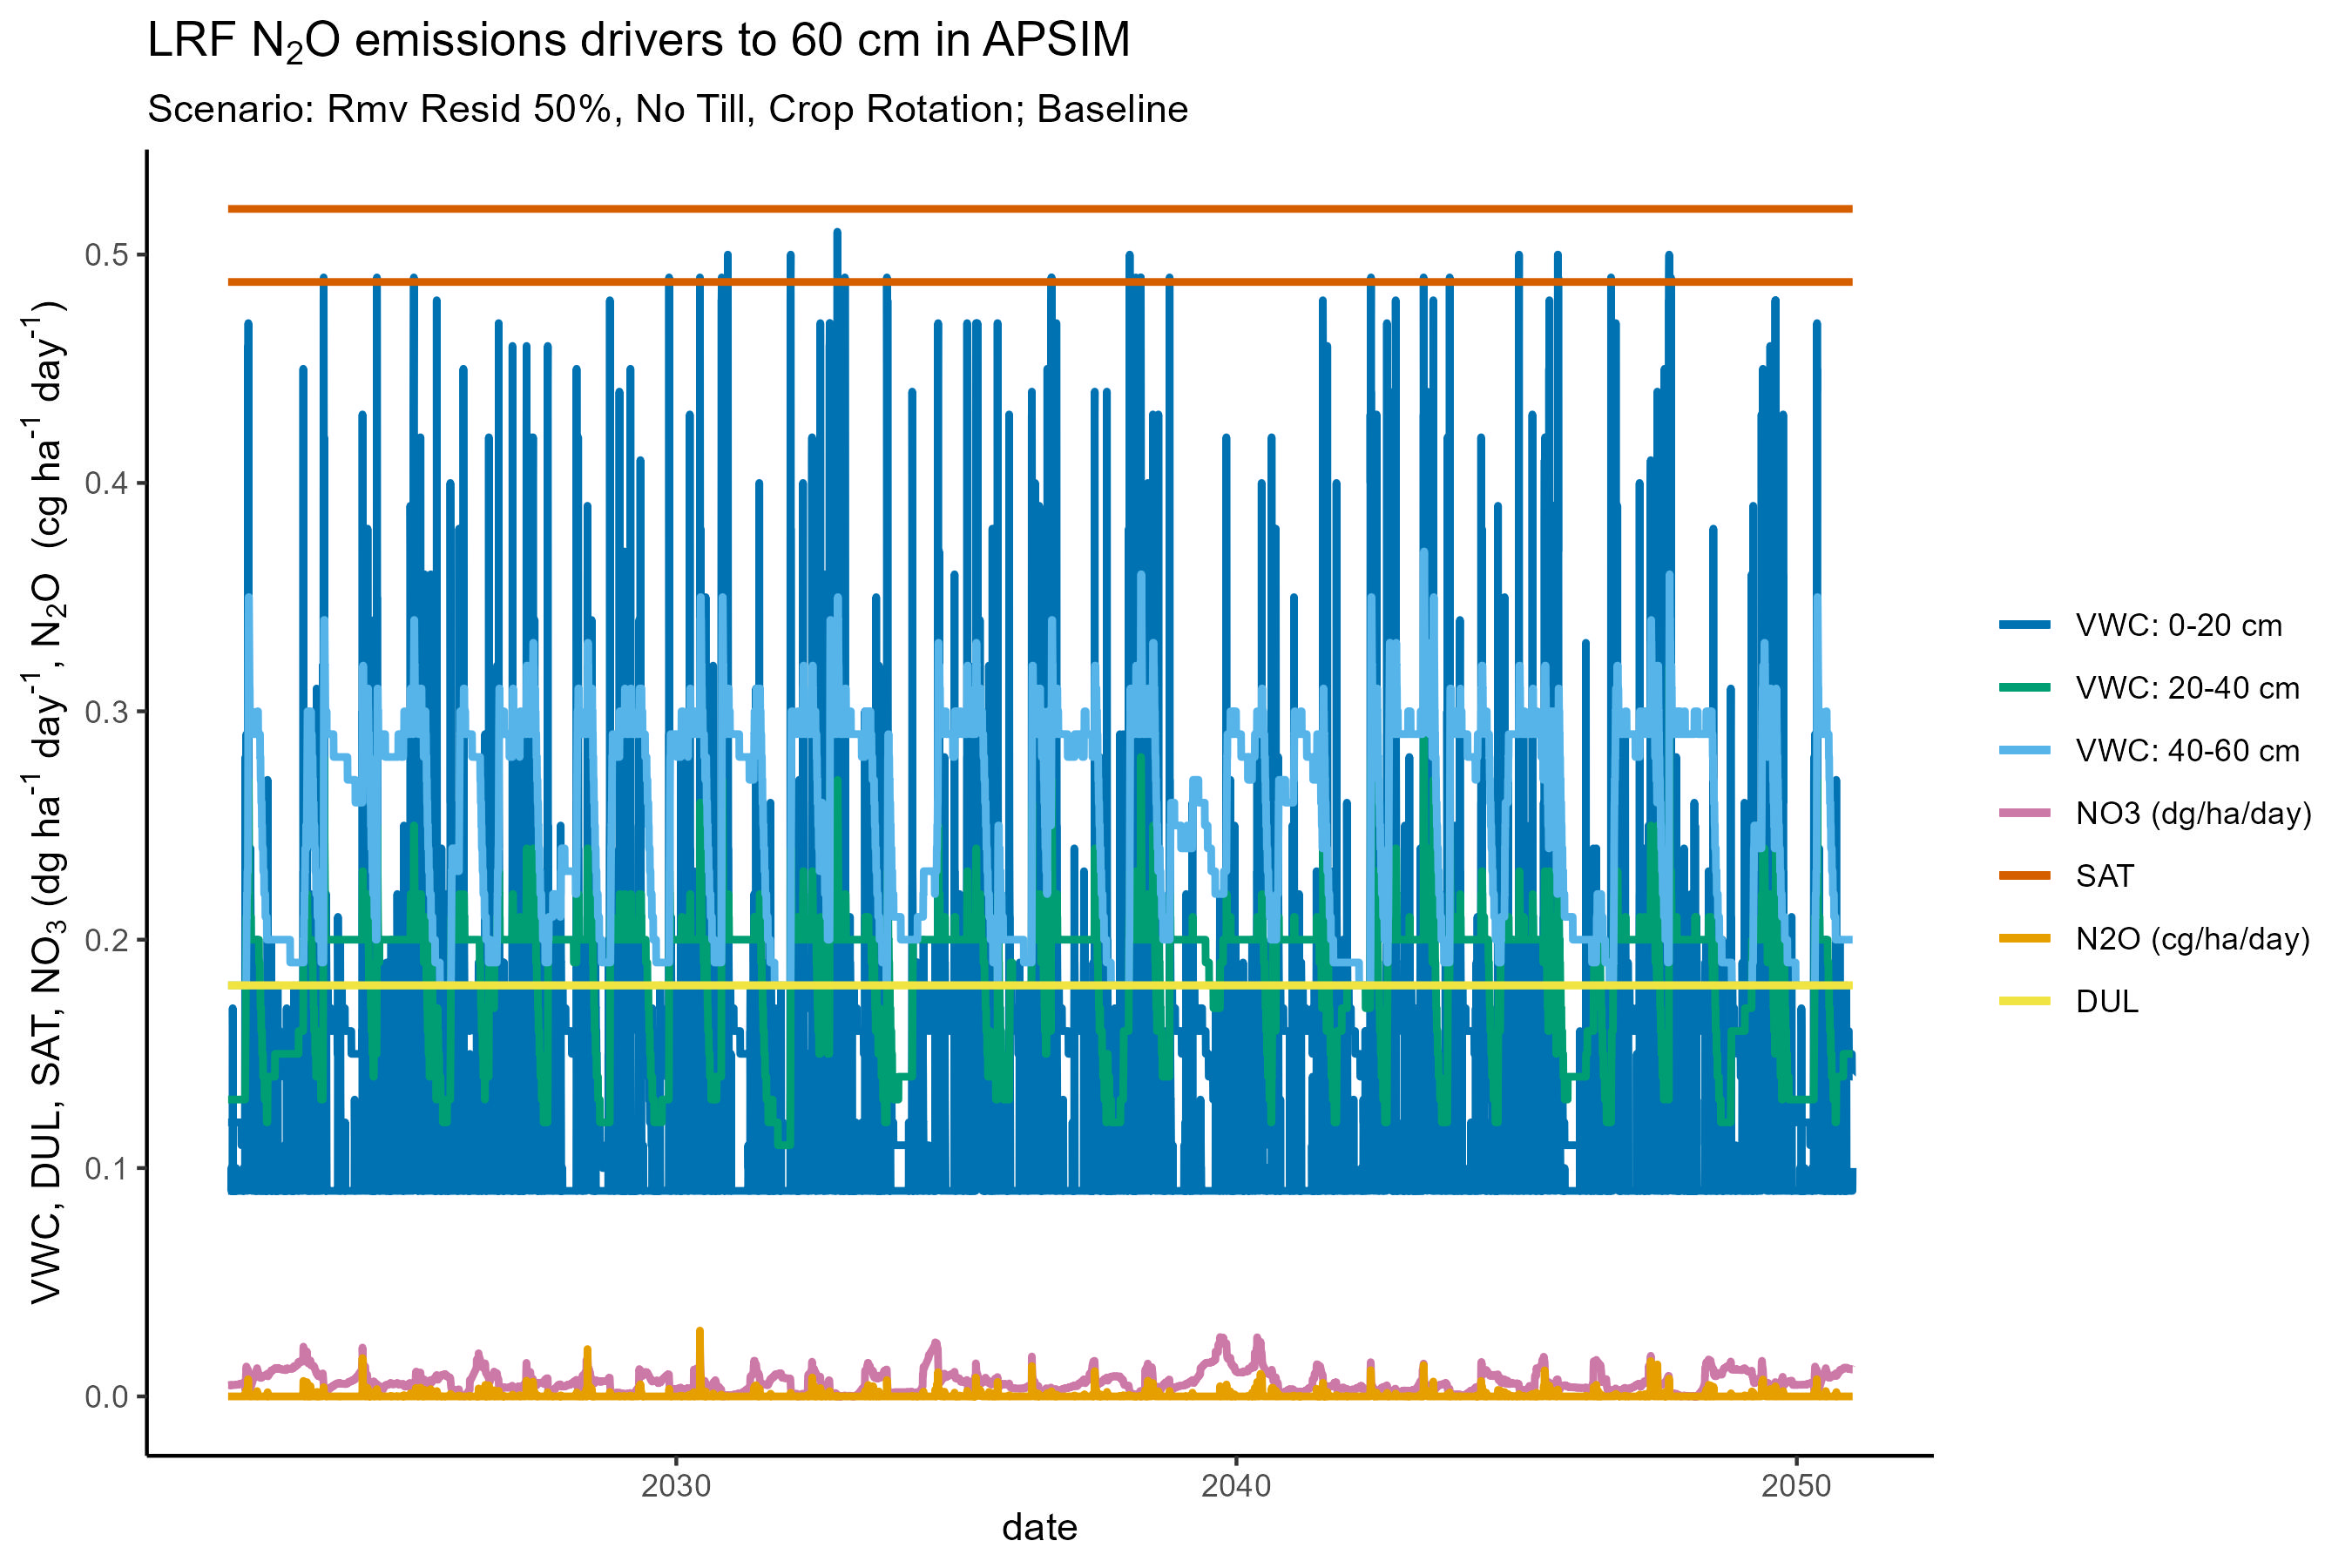 LRF N₂O emissions drivers to 60 cm in APSIM
Scenario: Rmv Resid 50%, No Till, Crop Rotation; Baseline
VWC, DUL, SAT, NO₃ (dg ha⁻¹ day⁻¹, N₂O (cg ha⁻¹ day⁻¹)
0.5
0.4
0.3
0.2
0.1
0.0
2030
2040
2050
date
VWC: 0-20 cm
VWC: 20-40 cm
VWC: 40-60 cm
NO3 (dg/ha/day)
SAT
N2O (cg/ha/day)
DUL